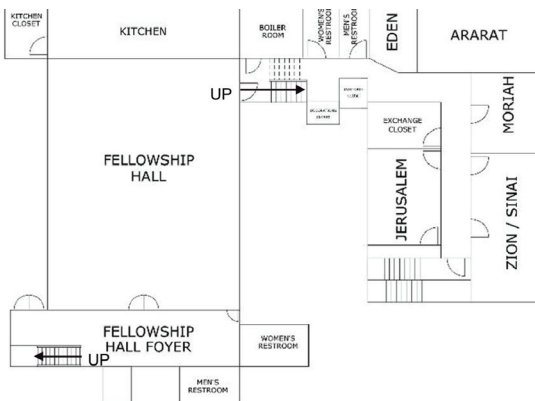 KITCHEN
CLOSET
KITCHEN
BOILER
ROOM
WOMEN'S
RESTROOM
MEN'S
RESTROOM
EDEN
ARARAT
UP
MORIAH
EXCHANGE
CLOSET
FELLOWSHIP
HALL
JERUSALEM
ZION / SINAI
FELLOWSHIP
HALL FOYER
UP
WOMEN'S
RESTROOM
MEN'S
RESTROOM